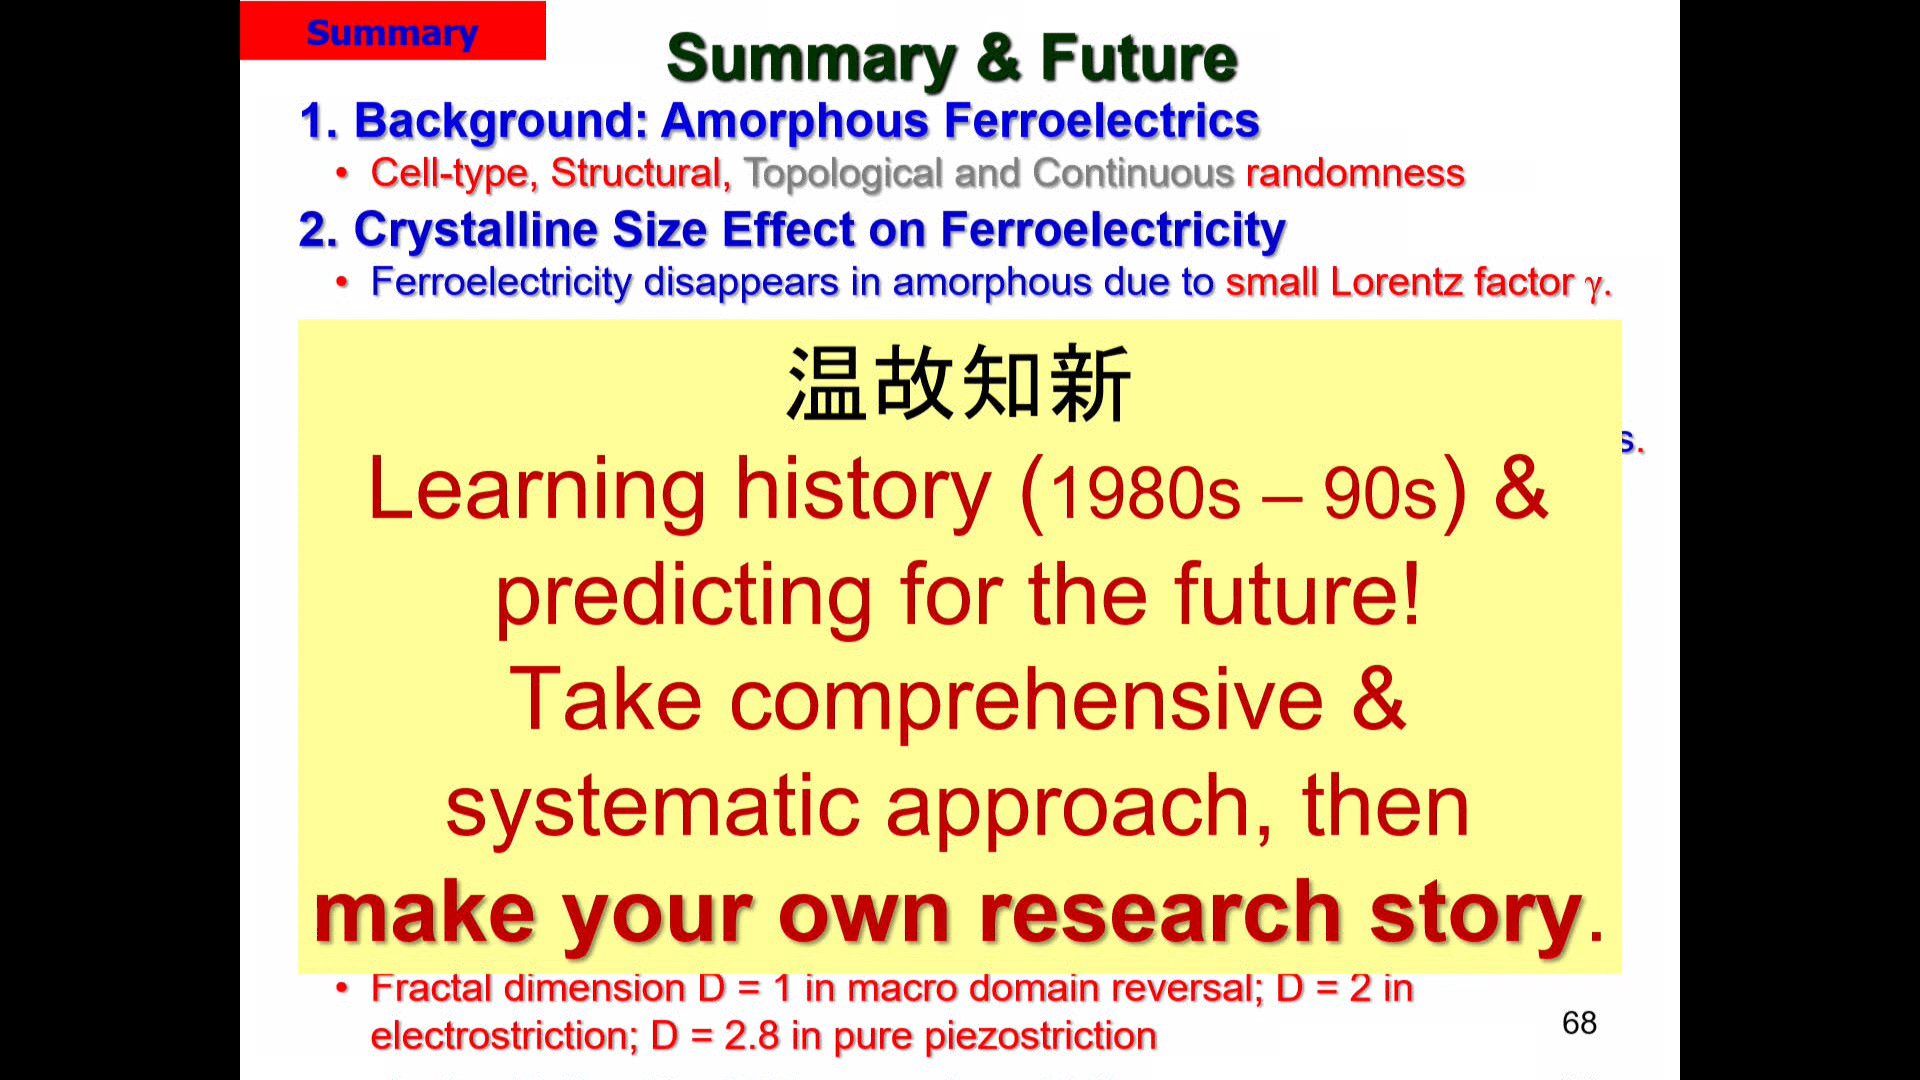 Summary
Summary & Future
1. Background: Amorphous Ferroelectrics
• Cell-type, Structural, Topological and Continuous randomness
2. Crystalline Size Effect on Ferroelectricity
• Ferroelectricity disappears in amorphous due to small Lorentz factor γ.
温故知新
s.
Learning history (1980s – 90s) &
predicting for the future!
Take comprehensive &
systematic approach, then
make your own research story.
• Fractal dimension D = 1 in macro domain reversal; D = 2 in
electrostriction; D = 2.8 in pure piezostriction
68